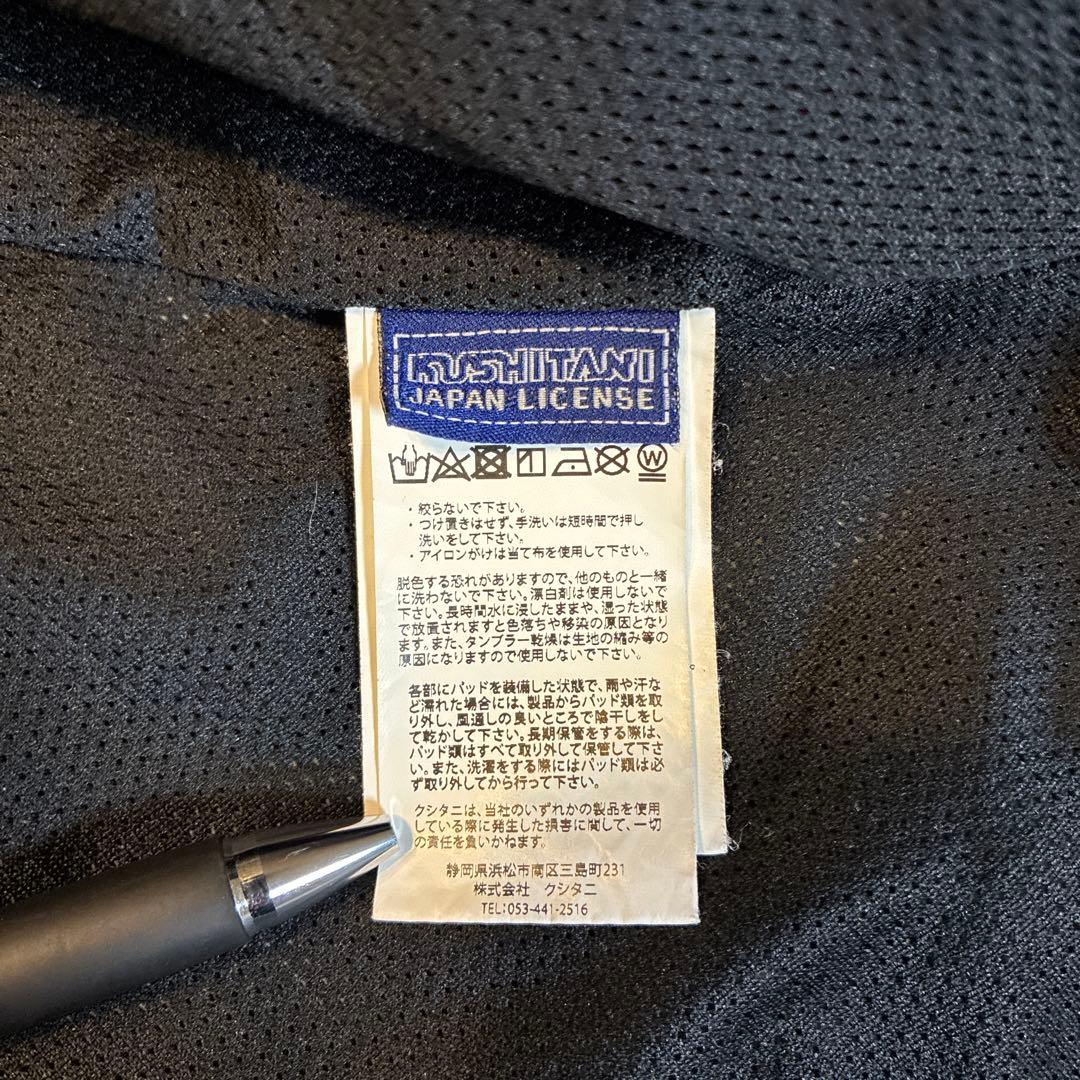 KUSHITANI
JAPAN LICENSE
W
・絞らないで下さい。
・つけ置きはせず、手洗いは短時間で押し
洗いをして下さい。
・アイロンがけは当て布を使用して下さい。
脱色する恐れがありますので、他のものと一緒
に洗わないで下さい。漂白剤は使用しないで
下さい。長時間水に浸したままや、湿った状態
で放置されますと色落ちや移染の原因となり
ます。また、タンブラー乾燥は生地の縮み等の
原因になりますので使用しないで下さい。
各部にパッドを装備した状態で、雨や汗な
ど濡れた場合には、製品からパッド類を取
り外し、風通しの良いところで陰干しをし
て乾かして下さい。長期保管をする際は、
パッド類はすべて取り外して保管して下さ
い。また、洗濯をする際にはパッド類は必
ず取り外してから行って下さい。
クシタニは、当社のいずれかの製品を使用
している際に発生した損害に関して、一切
の責任を負いかねます。
静岡県浜松市南区三島町231
株式会社 クシタニ
TEL:053-441-2516